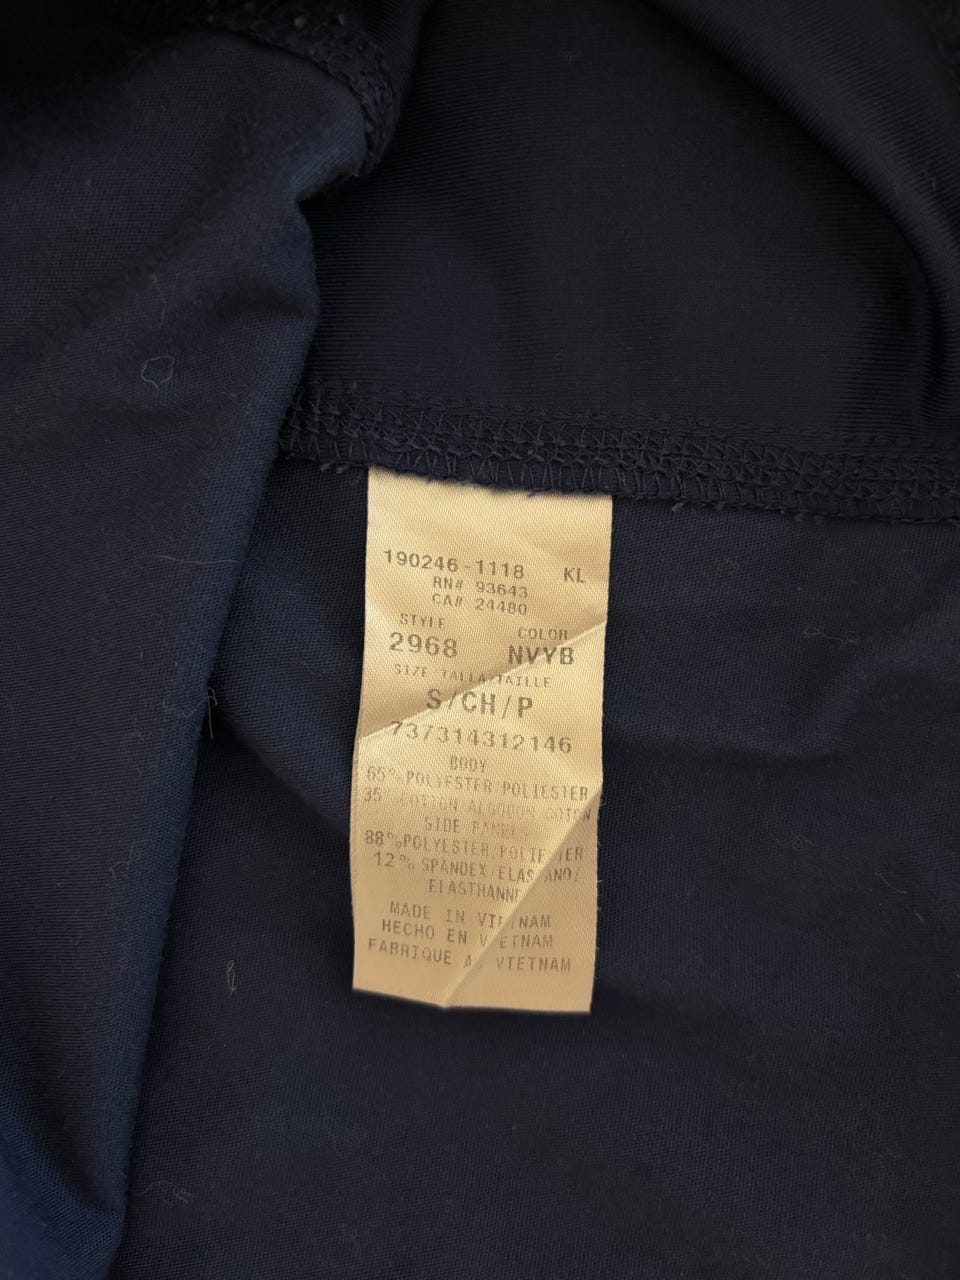 190246-1118 KL
RN# 93643
CA# 24480
STYLE COLOR
2968 NVYB
SIZE/TALLA/TAILLE
S/CH/P
737314312146
BODY
65%POLYESTER/POLIESTER
35%COTTON/ALGODON/COTON
SIDE PANELS
88%POLYESTER/POLIESTER
12% SPANDEX/ELASTANO/
ELASTHANNE
MADE IN VIETNAM
HECHO EN VIETNAM
FABRIQUE AU VIETNAM